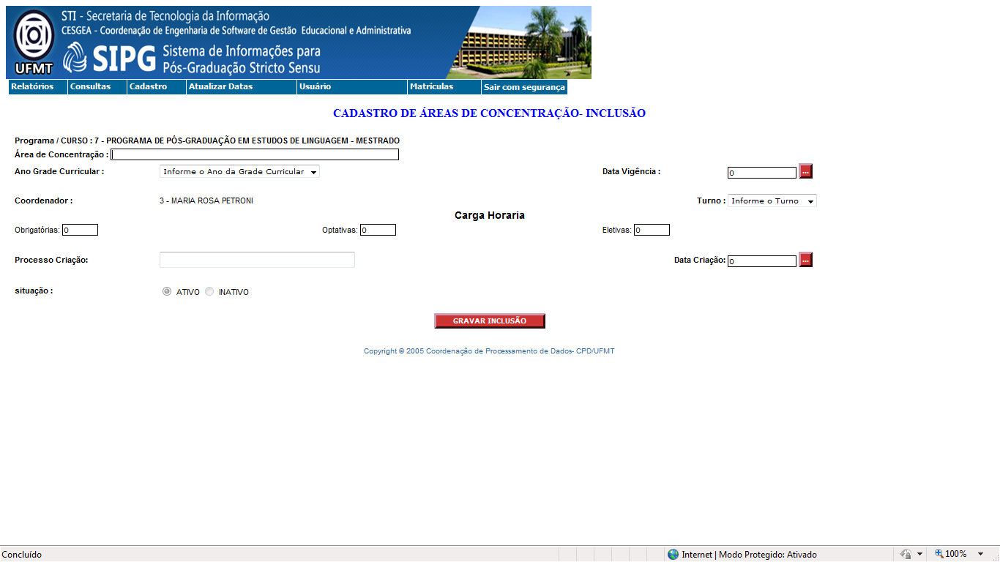 STI - Secretaria de Tecnologia da Informação
CESGEA - Coordenação de Engenharia de Software de Gestão Educacional e Administrativa
UFMT
SIPG Sistema de Informações para
Pós-Graduação Stricto Sensu
Relatórios Consultas Cadastro Atualizar Datas Usuário Matrículas Sair com segurança
CADASTRO DE ÁREAS DE CONCENTRAÇÃO- INCLUSÃO
Programa / CURSO : 7 - PROGRAMA DE PÓS-GRADUAÇÃO EM ESTUDOS DE LINGUAGEM - MESTRADO
Área de Concentração :
Ano Grade Curricular : Informe o Ano da Grade Curricular Data Vigência : 0 ...
Coordenador : 3 - MARIA ROSA PETRONI Turno : Informe o Turno
Carga Horaria
Obrigatórias: 0 Optativas: 0 Eletivas: 0
Processo Criação: Data Criação: 0 ...
situação : ATIVO INATIVO
GRAVAR INCLUSÃO
Copyright © 2005 Coordenação de Processamento de Dados- CPD/UFMT
Concluído Internet | Modo Protegido: Ativado 100%